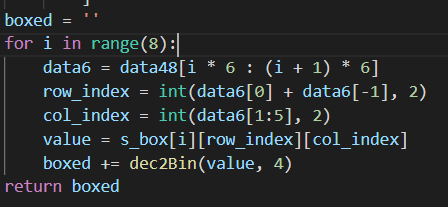 ]
boxed = ''
for i in range(8):
    data6 = data48[i * 6 : (i + 1) * 6]
    row_index = int(data6[0] + data6[-1], 2)
    col_index = int(data6[1:5], 2)
    value = s_box[i][row_index][col_index]
    boxed += dec2Bin(value, 4)
return boxed